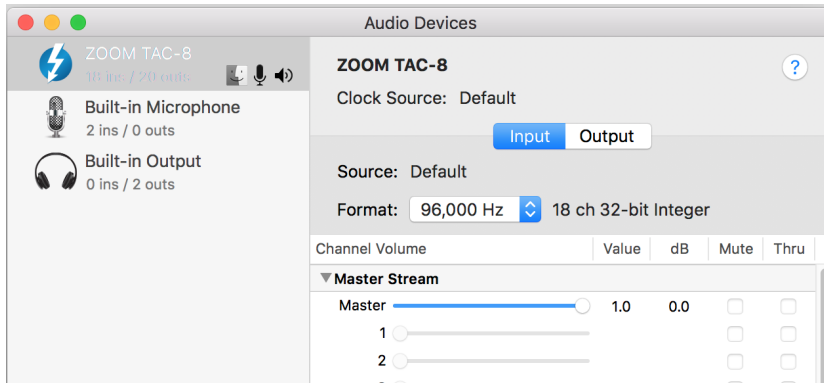 Audio Devices
ZOOM TAC-8
18 ins / 20 outs
Built-in Microphone
2 ins / 0 outs
Built-in Output
0 ins / 2 outs
ZOOM TAC-8
?
Clock Source: Default
Input Output
Source: Default
Format: 96,000 Hz 18 ch 32-bit Integer
Channel Volume Value dB Mute Thru
Master Stream
Master 1.0 0.0
1
2